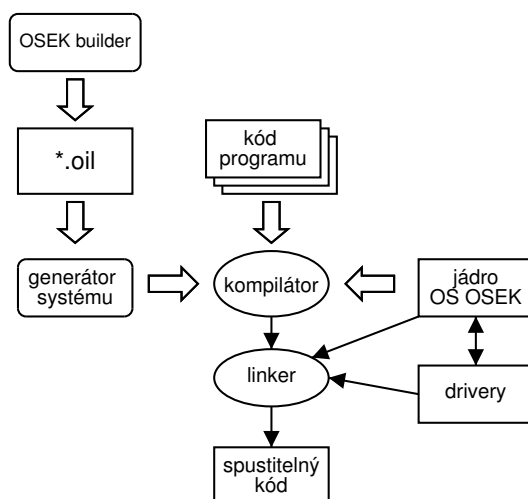 OSEK builder
*.oil
kód
programu
generátor
systému
kompilátor
jádro
OS OSEK
linker
drivery
spustitelný
kód